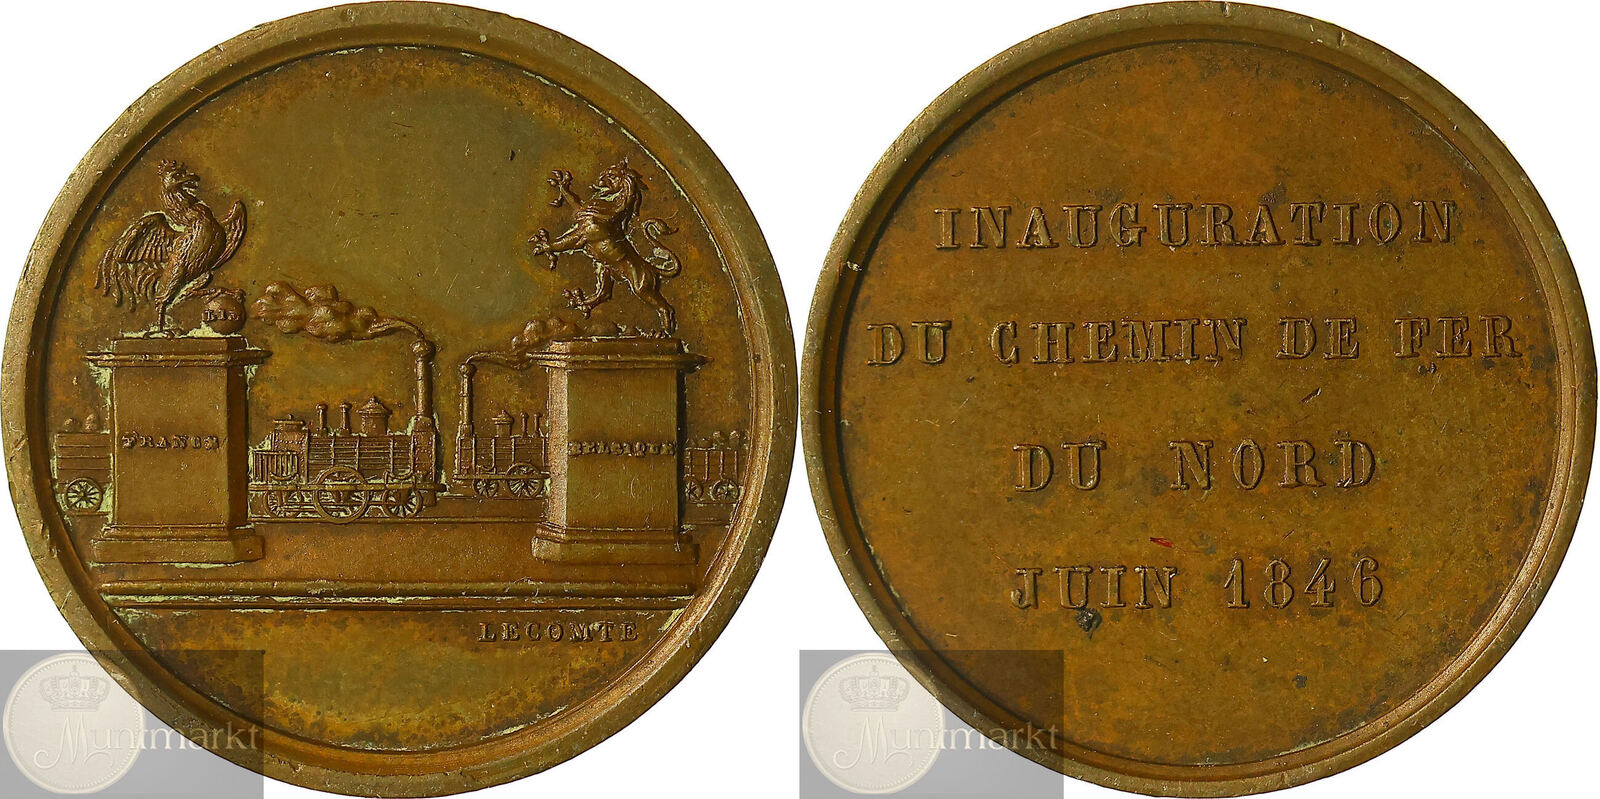 FRANCE
BELGIQUE
LECOMTE
INAUGURATION
DU CHEMIN DE FER
DU NORD
JUIN 1846
Muntmarkt
Muntmarkt